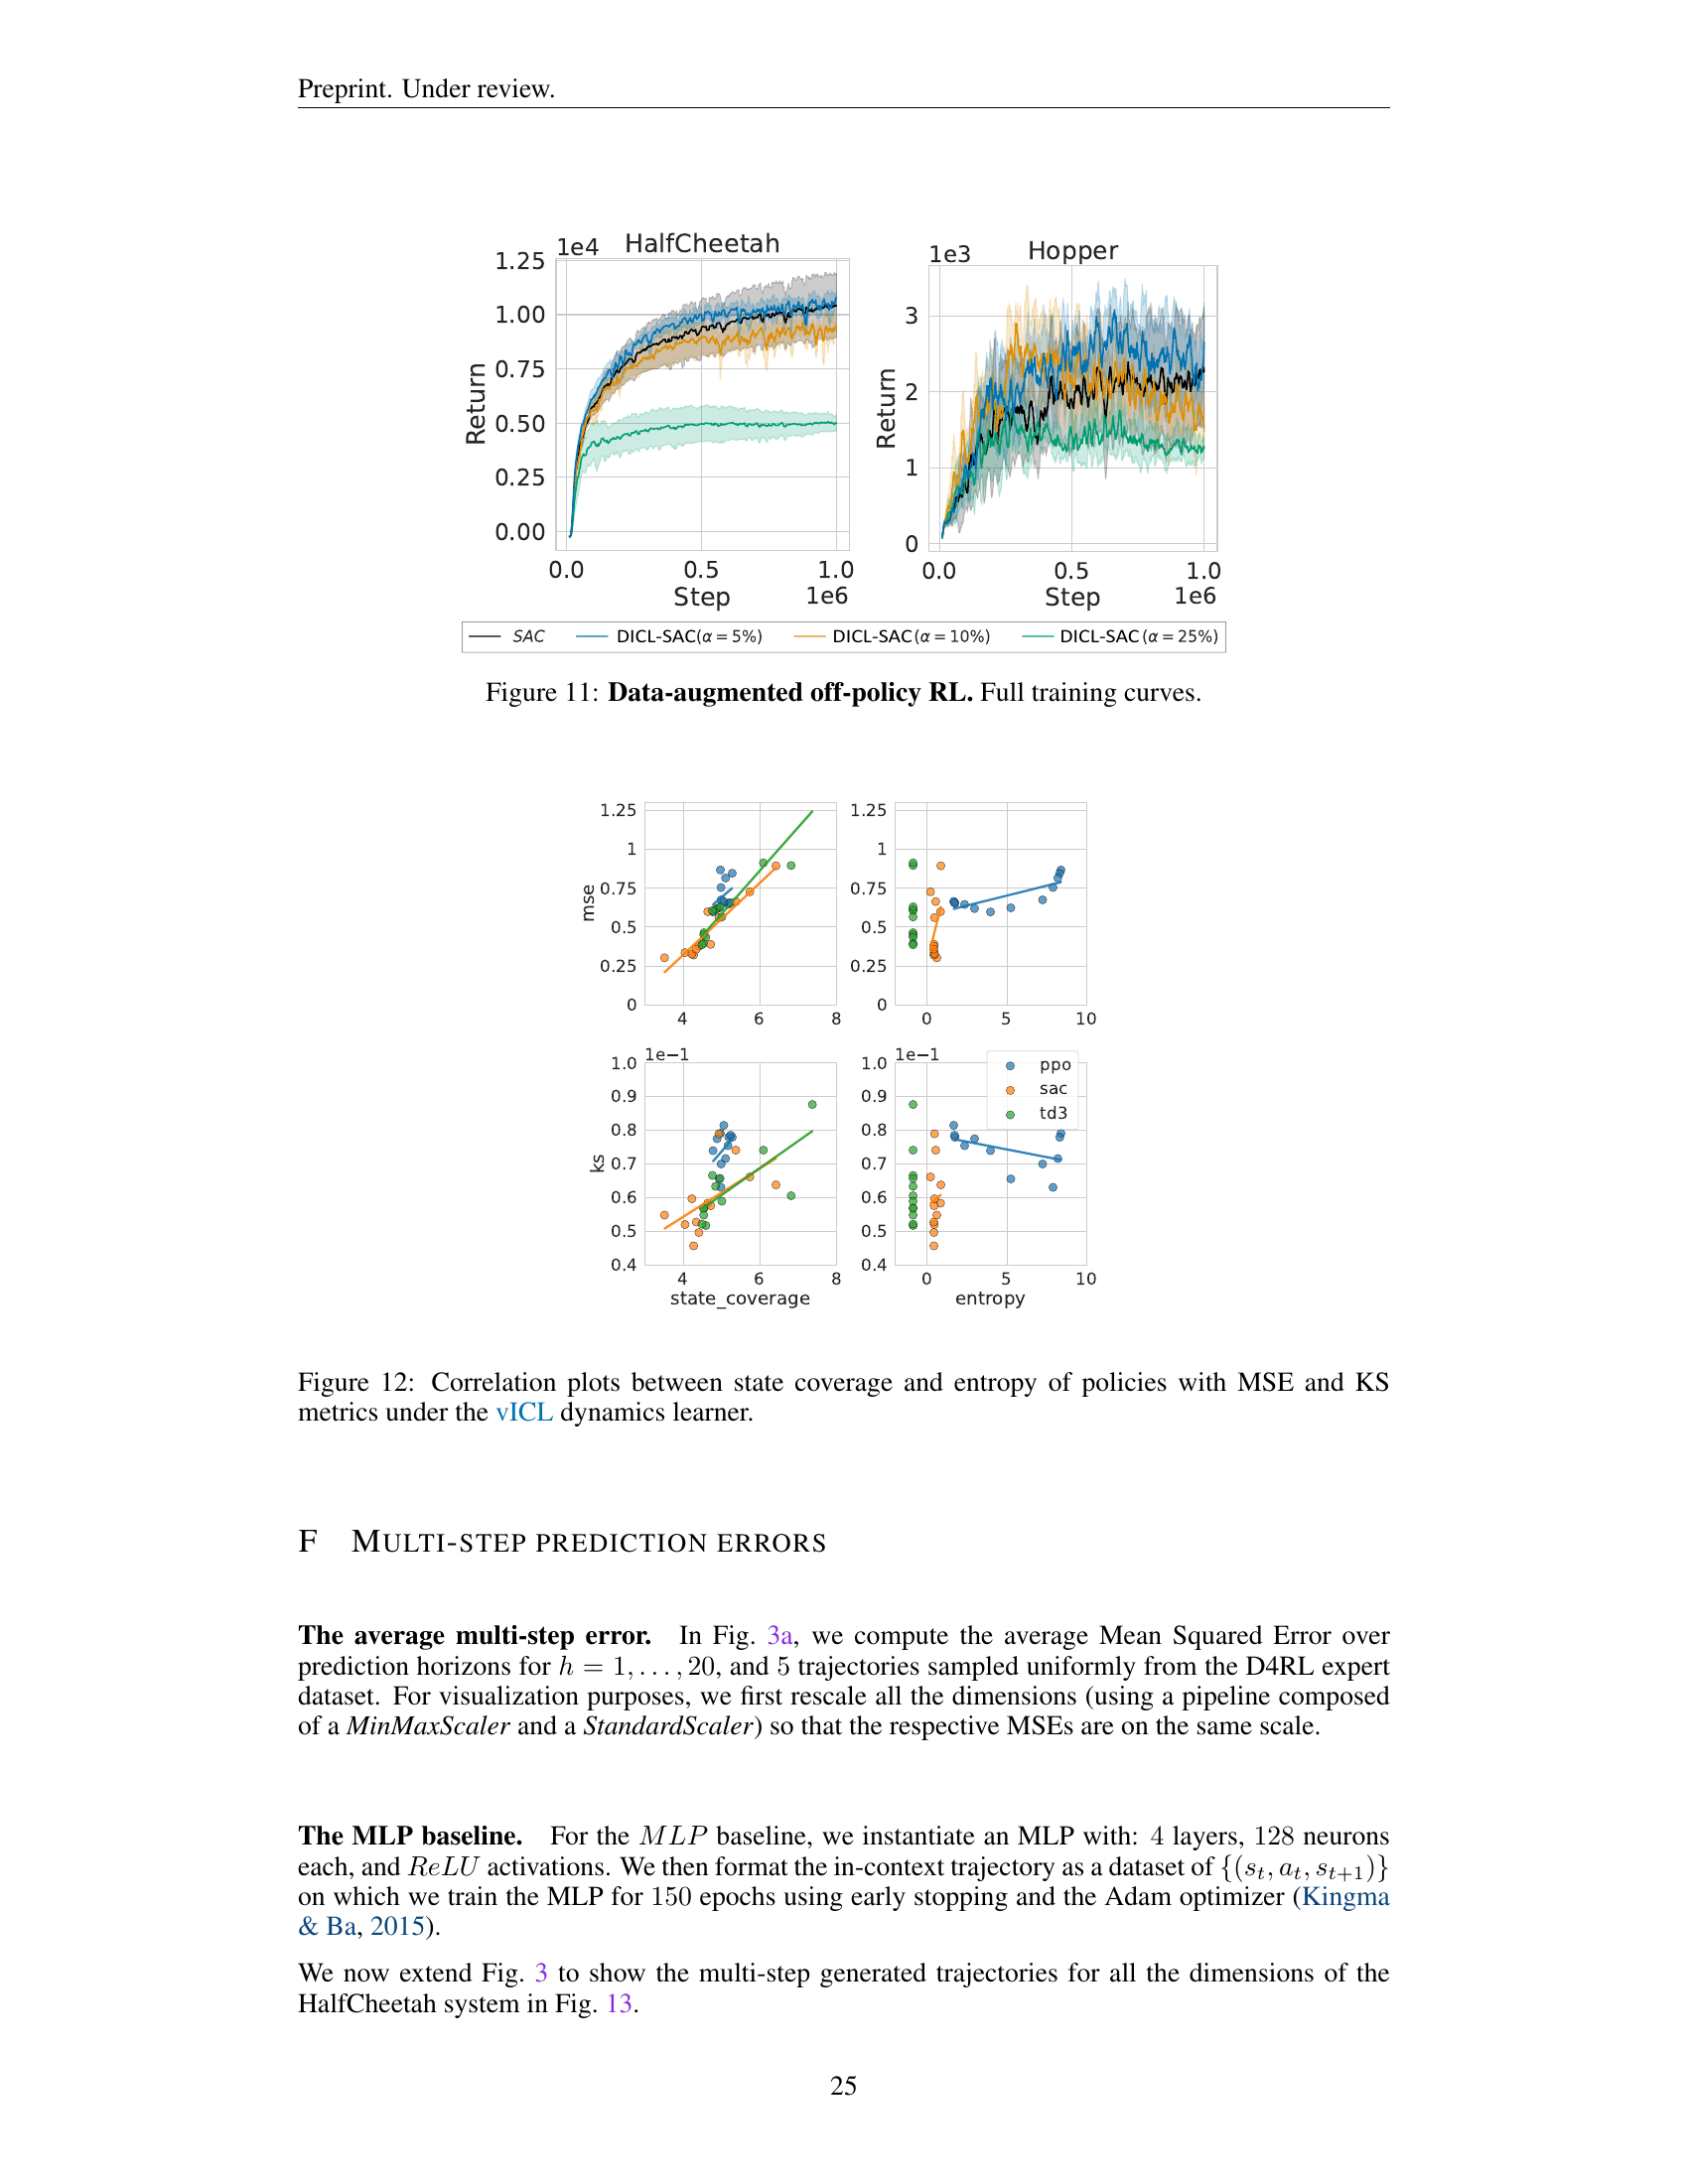 Preprint. Under review.
1e4 HalfCheetah
1.25
1.00
0.75
0.50
0.25
0.00
Return
0.0 0.5 1.0
Step 1e6
1e3 Hopper
3
2
1
0
Return
0.0 0.5 1.0
Step 1e6
SAC DICL-SAC(α = 5%) DICL-SAC (α = 10%) DICL-SAC (α = 25%)
Figure 11: Data-augmented off-policy RL. Full training curves.
1.25
1
0.75
0.5
0.25
0
mse
4 6 8
1.25
1
0.75
0.5
0.25
0
0 5 10
1e−1
1.0
0.9
0.8
0.7
0.6
0.5
0.4
ks
4 6 8
state_coverage
1e−1
1.0
0.9
0.8
0.7
0.6
0.5
0.4
ppo
sac
td3
0 5 10
entropy
Figure 12: Correlation plots between state coverage and entropy of policies with MSE and KS
metrics under the vICL dynamics learner.
F MULTI-STEP PREDICTION ERRORS
The average multi-step error. In Fig. 3a, we compute the average Mean Squared Error over
prediction horizons for h = 1, . . . , 20, and 5 trajectories sampled uniformly from the D4RL expert
dataset. For visualization purposes, we first rescale all the dimensions (using a pipeline composed
of a MinMaxScaler and a StandardScaler) so that the respective MSEs are on the same scale.
The MLP baseline. For the MLP baseline, we instantiate an MLP with: 4 layers, 128 neurons
each, and ReLU activations. We then format the in-context trajectory as a dataset of {(s_t, a_t, s_{t+1})}
on which we train the MLP for 150 epochs using early stopping and the Adam optimizer (Kingma
& Ba, 2015).
We now extend Fig. 3 to show the multi-step generated trajectories for all the dimensions of the
HalfCheetah system in Fig. 13.
25